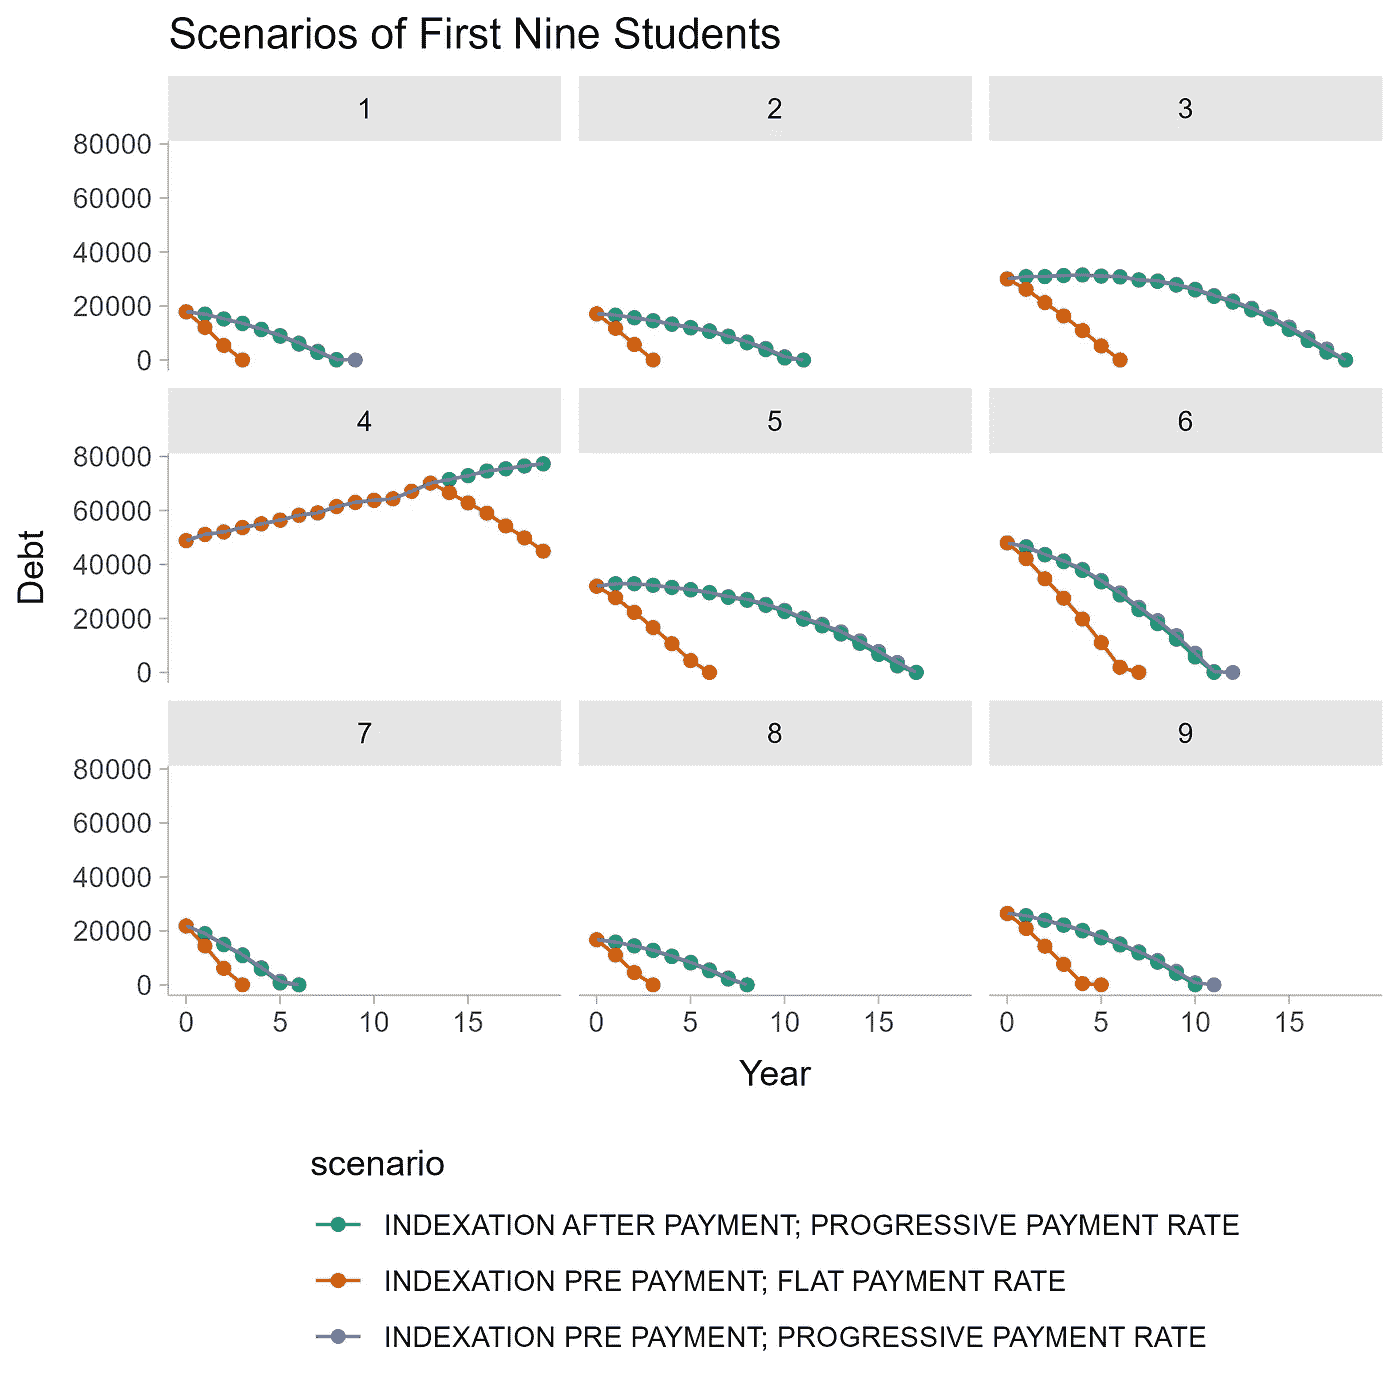 Scenarios of First Nine Students
1
2
3
80000
60000
40000
20000
0
4
5
6
80000
60000
40000
20000
0
Debt
7
8
9
80000
60000
40000
20000
0
0 5 10 15
0 5 10 15
0 5 10 15
Year
scenario
INDEXATION AFTER PAYMENT; PROGRESSIVE PAYMENT RATE
INDEXATION PRE PAYMENT; FLAT PAYMENT RATE
INDEXATION PRE PAYMENT; PROGRESSIVE PAYMENT RATE